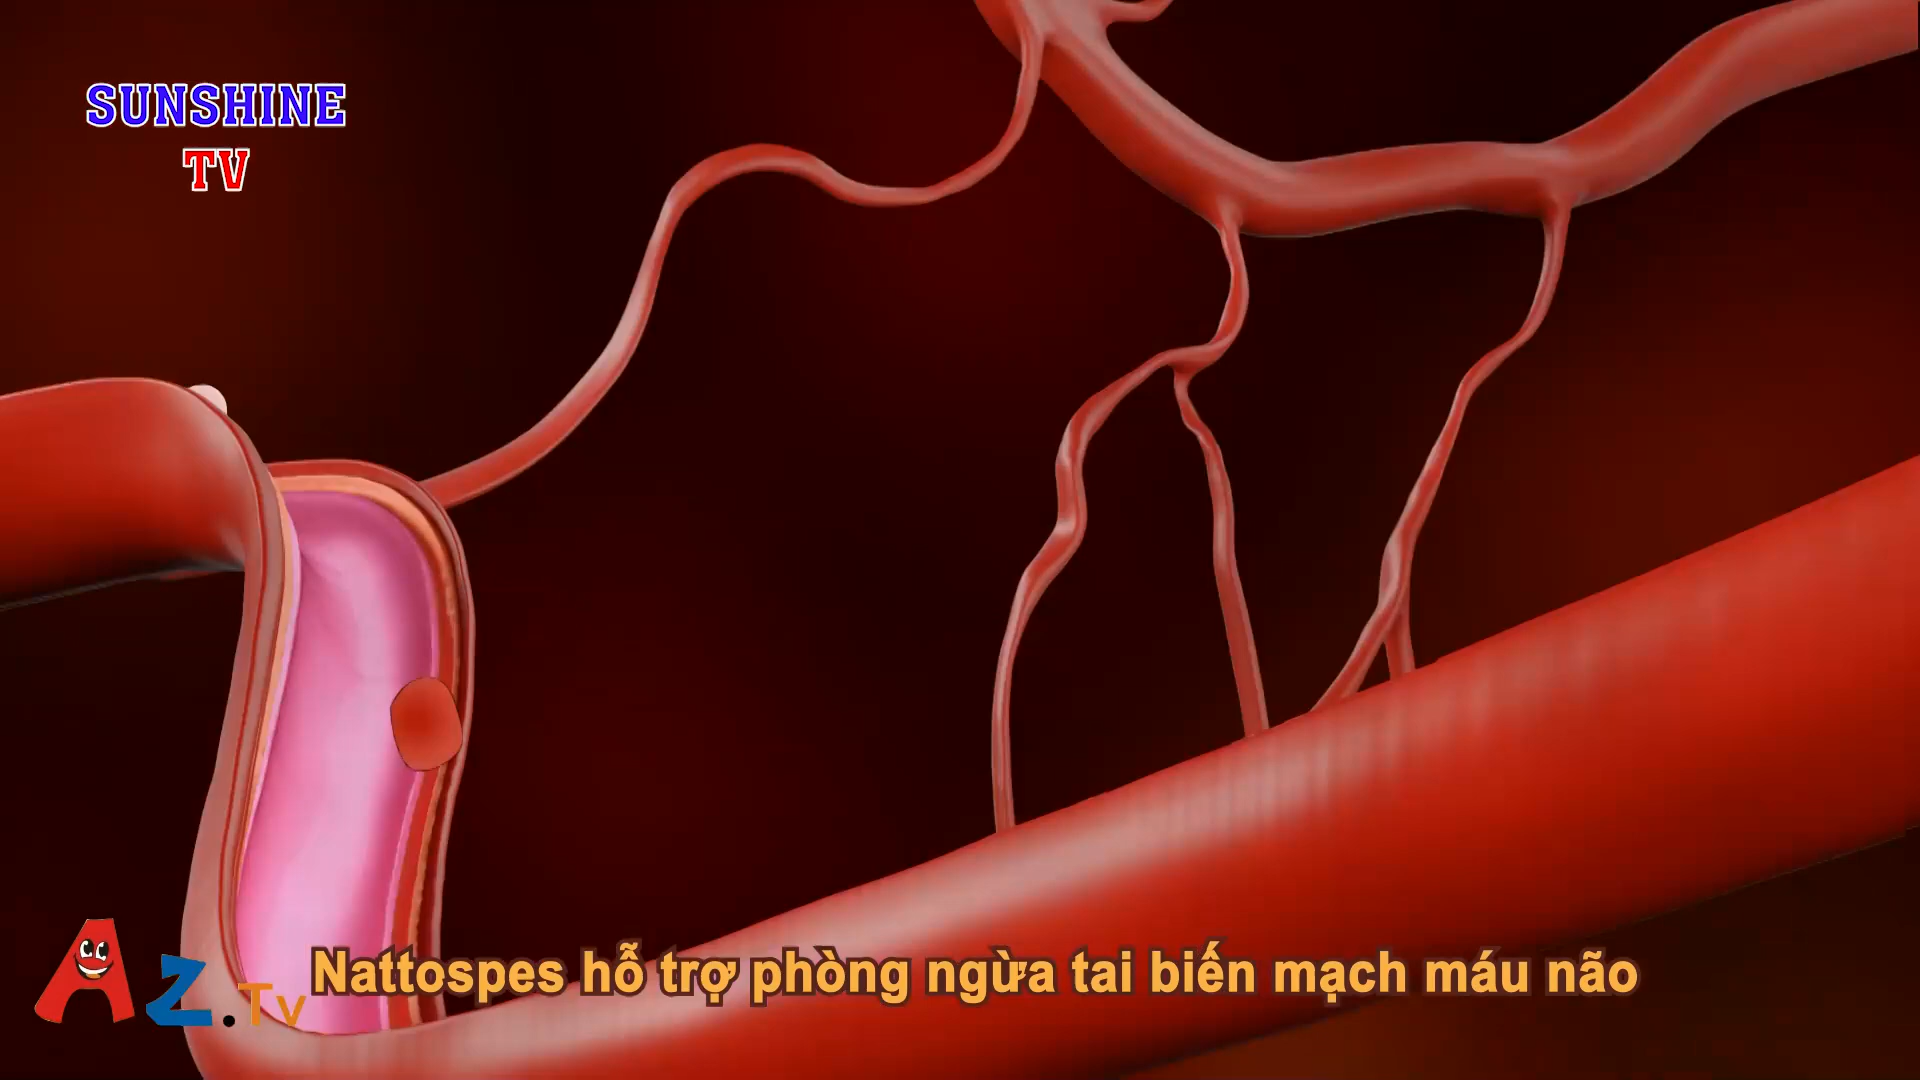 SUNSHINE
TV
AZ.Tv
Nattospes hỗ trợ phòng ngừa tai biến mạch máu não